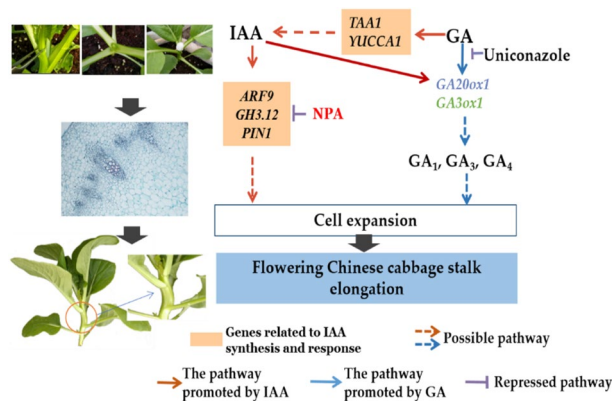 IAA
TAA1
YUCCA1
GA
Uniconazole
GA20ox1
GA3ox1
ARF9
GH3.12
PIN1
NPA
GA1, GA3, GA4
Cell expansion
Flowering Chinese cabbage stalk
elongation
Genes related to IAA
synthesis and response
Possible pathway
The pathway
promoted by IAA
The pathway
promoted by GA
Repressed pathway